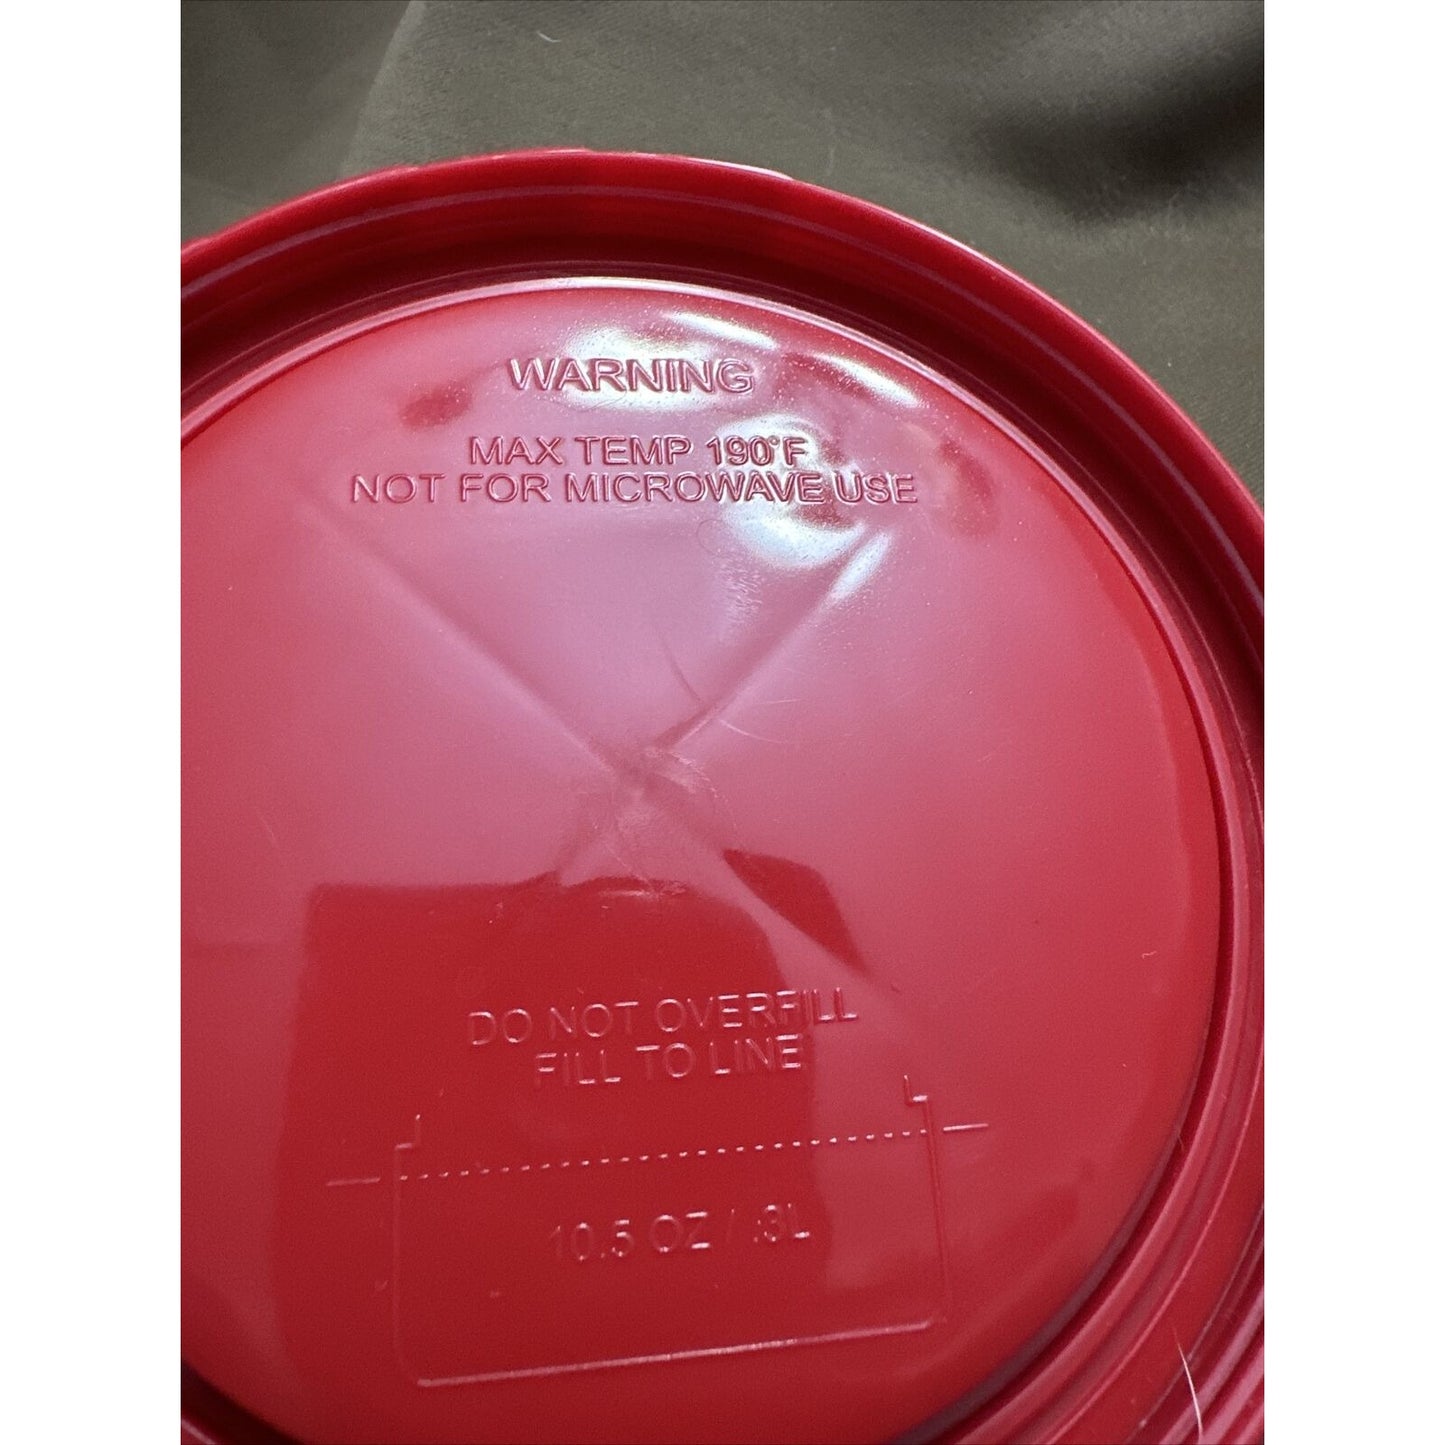 WARNING
MAX TEMP 190°F
NOT FOR MICROWAVE USE
DO NOT OVERFILL
FILL TO LINE
10.5 OZ / .3L